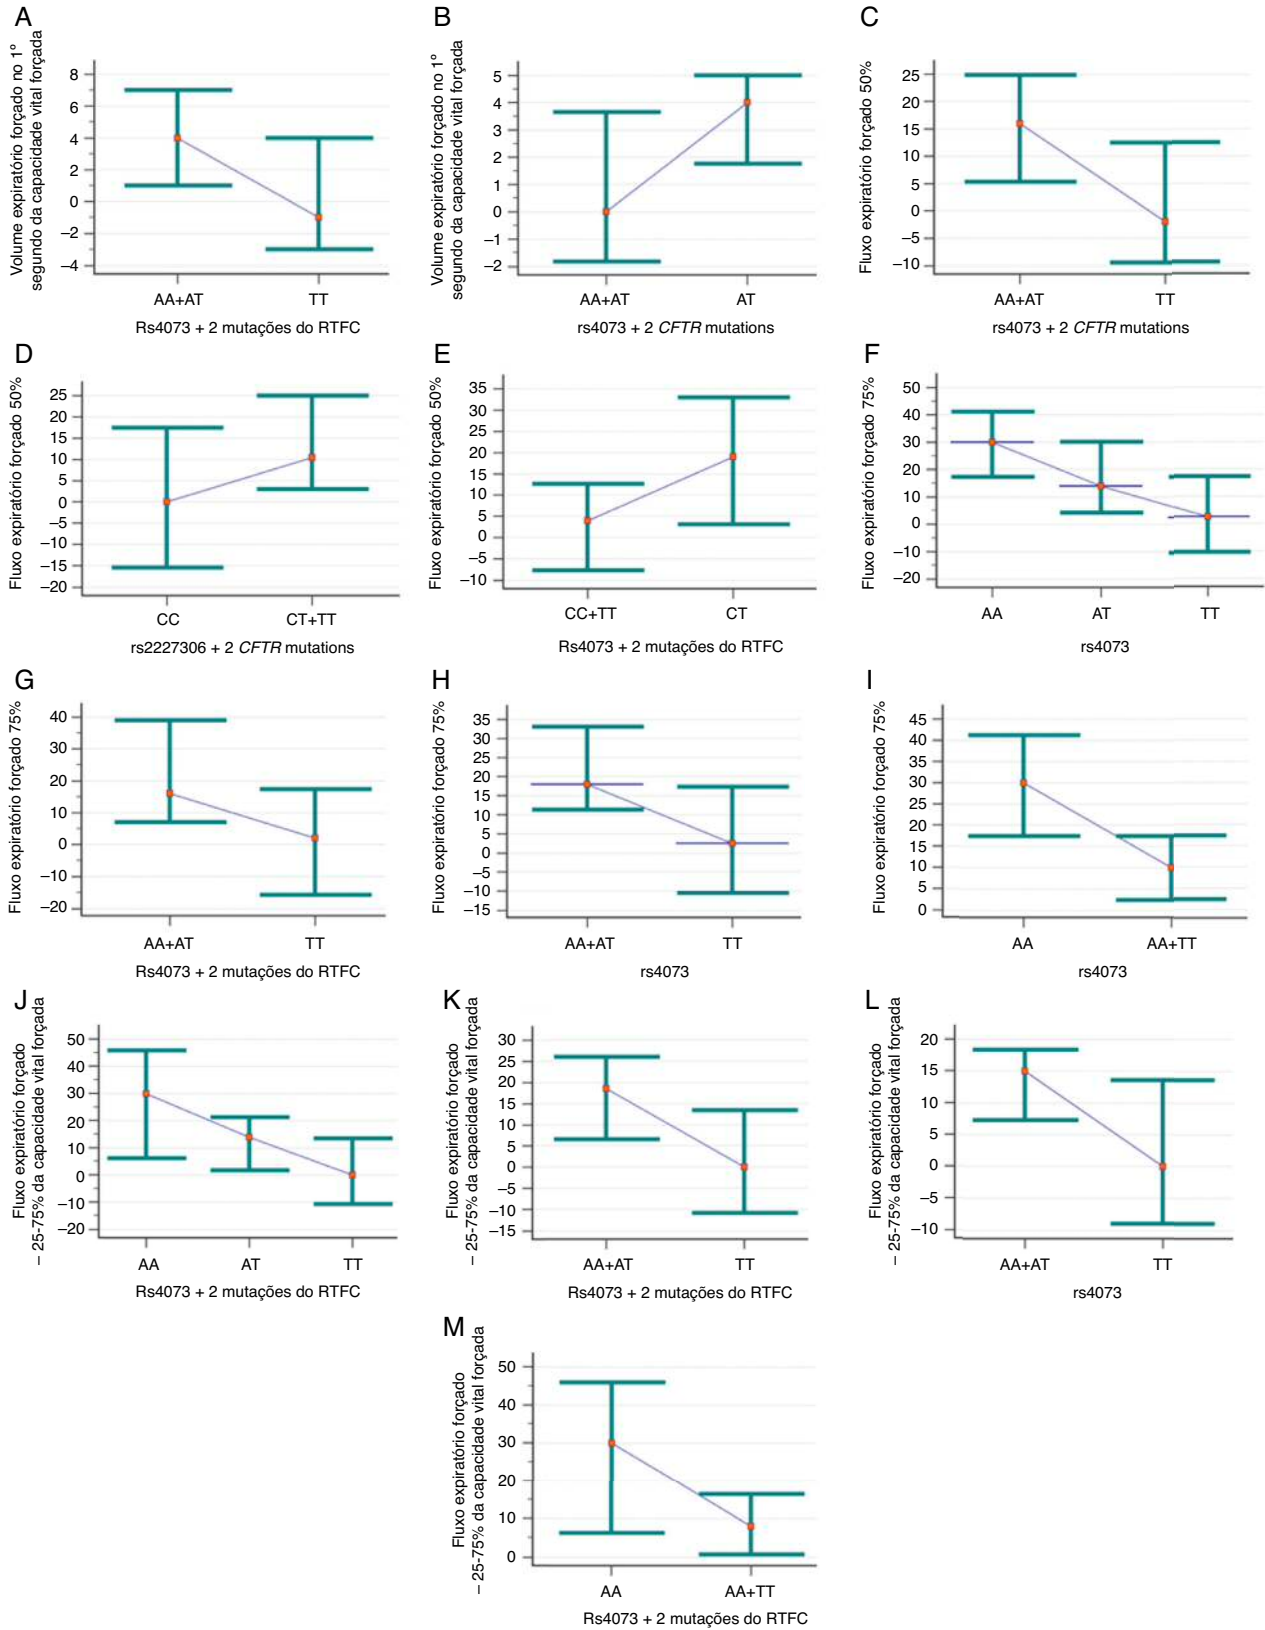 A
Volume expiratório forçado no 1º
segundo da capacidade vital forçada
8
6
4
2
0
–2
–4
AA+AT TT
Rs4073 + 2 mutações do RTFC
B
Volume expiratório forçado no 1º
segundo da capacidade vital forçada
5
4
3
2
1
0
–1
–2
AA+AT AT
rs4073 + 2 CFTR mutations
C
Fluxo expiratório forçado 50%
25
20
15
10
5
0
–5
–10
AA+AT TT
rs4073 + 2 CFTR mutations
D
Fluxo expiratório forçado 50%
25
20
15
10
5
0
–5
–10
–15
–20
CC CT+TT
rs2227306 + 2 CFTR mutations
E
Fluxo expiratório forçado 50%
35
30
25
20
15
10
5
0
–5
–10
CC+TT CT
Rs4073 + 2 mutações do RTFC
F
Fluxo expiratório forçado 75%
50
40
30
20
10
0
–10
–20
AA AT TT
rs4073
G
Fluxo expiratório forçado 75%
40
30
20
10
0
–10
–20
AA+AT TT
Rs4073 + 2 mutações do RTFC
H
Fluxo expiratório forçado 75%
35
30
25
20
15
10
5
0
–5
–10
–15
AA+AT TT
rs4073
I
Fluxo expiratório forçado 75%
45
40
35
30
25
20
15
10
5
0
AA AA+TT
rs4073
J
Fluxo expiratório forçado
– 25-75% da capacidade vital forçada
50
40
30
20
10
0
–10
–20
AA AT TT
Rs4073 + 2 mutações do RTFC
K
Fluxo expiratório forçado
– 25-75% da capacidade vital forçada
30
25
20
15
10
5
0
–5
–10
–15
AA+AT TT
Rs4073 + 2 mutações do RTFC
L
Fluxo expiratório forçado
– 25-75% da capacidade vital forçada
20
15
10
5
0
–5
–10
AA+AT TT
rs4073
M
Fluxo expiratório forçado
– 25-75% da capacidade vital forçada
50
40
30
20
10
0
AA AA+TT
Rs4073 + 2 mutações do RTFC